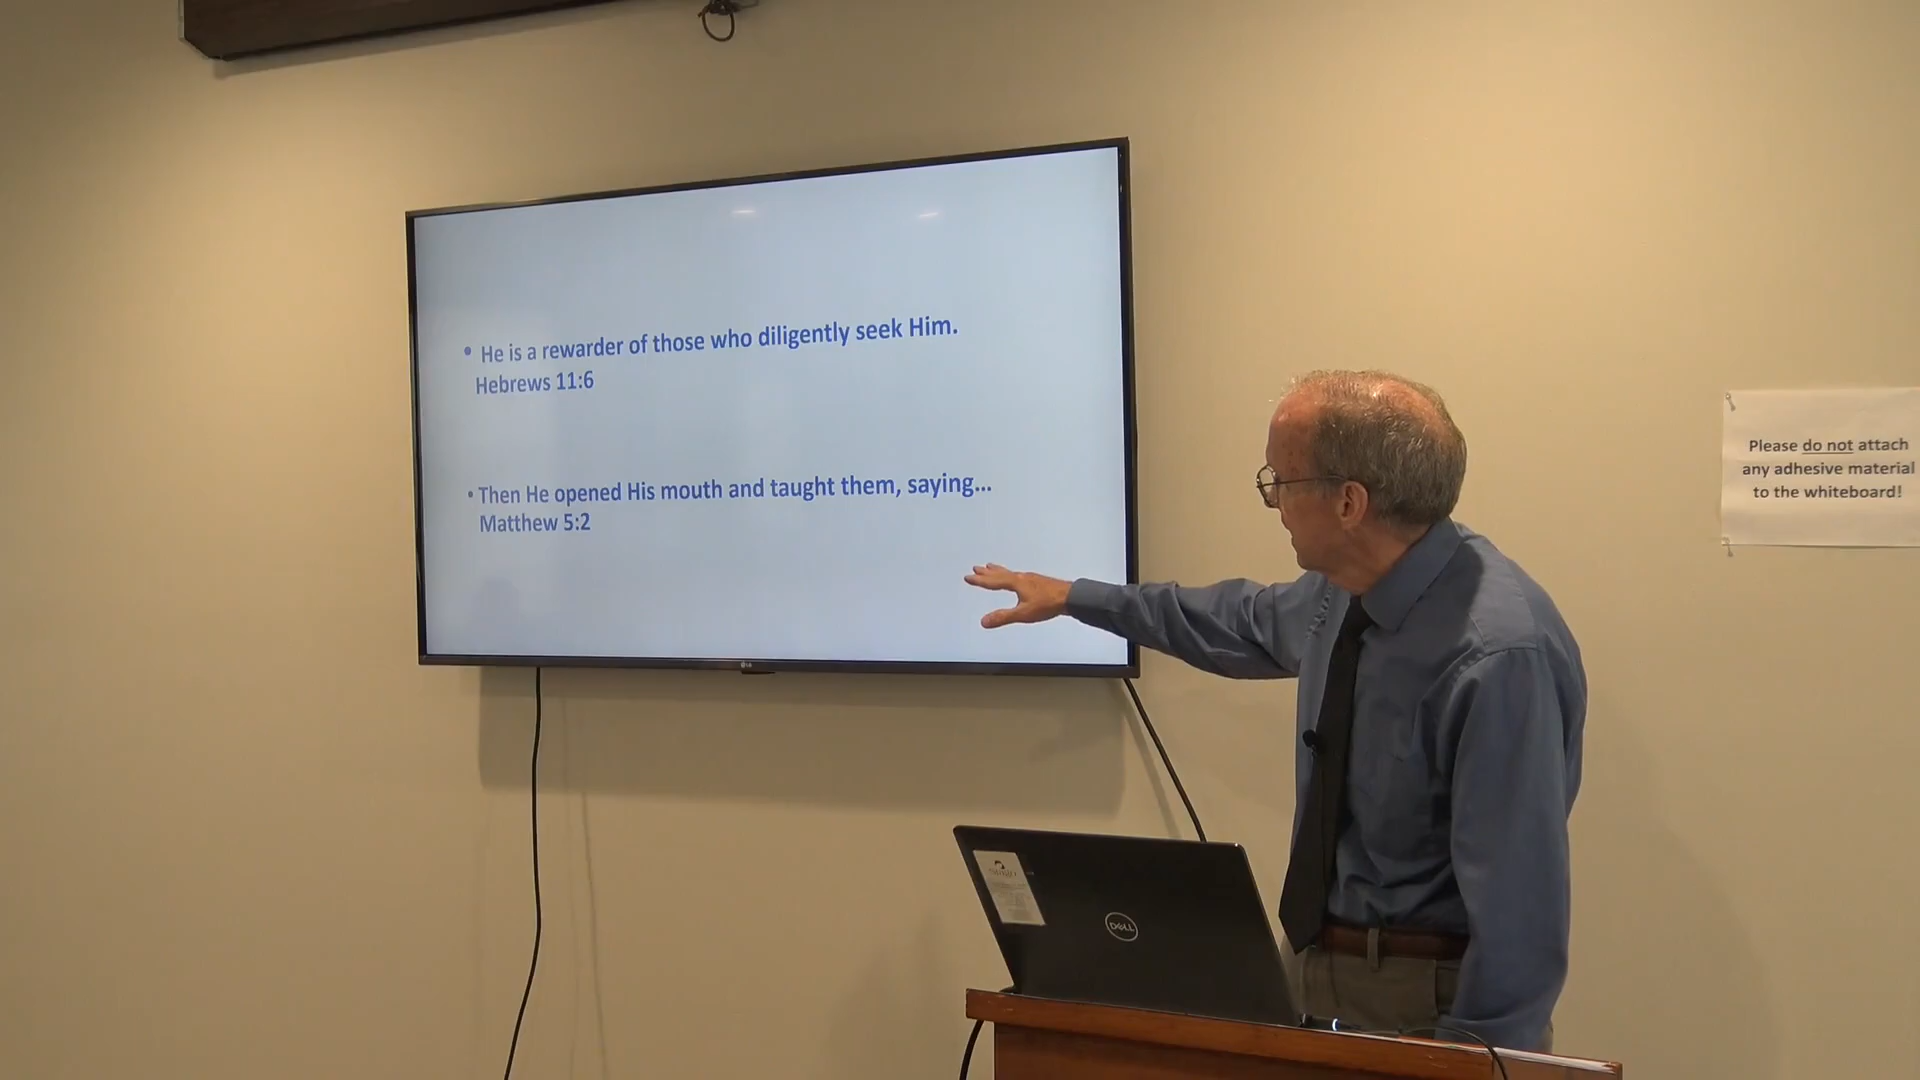 • He is a rewarder of those who diligently seek Him.
Hebrews 11:6
• Then He opened His mouth and taught them, saying...
Matthew 5:2
Please do not attach
any adhesive material
to the whiteboard!
LG
DELL